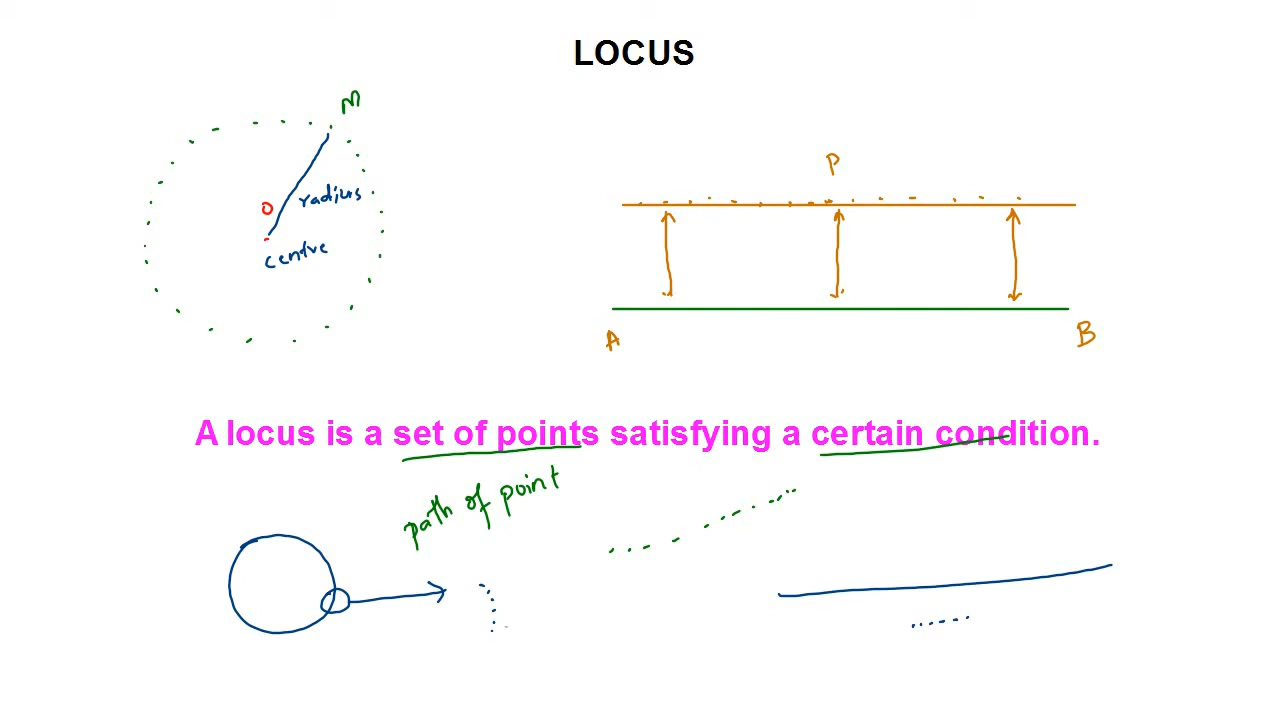 LOCUS
M
O
radius
centre
P
A
B
A locus is a set of points satisfying a certain condition.
path of point